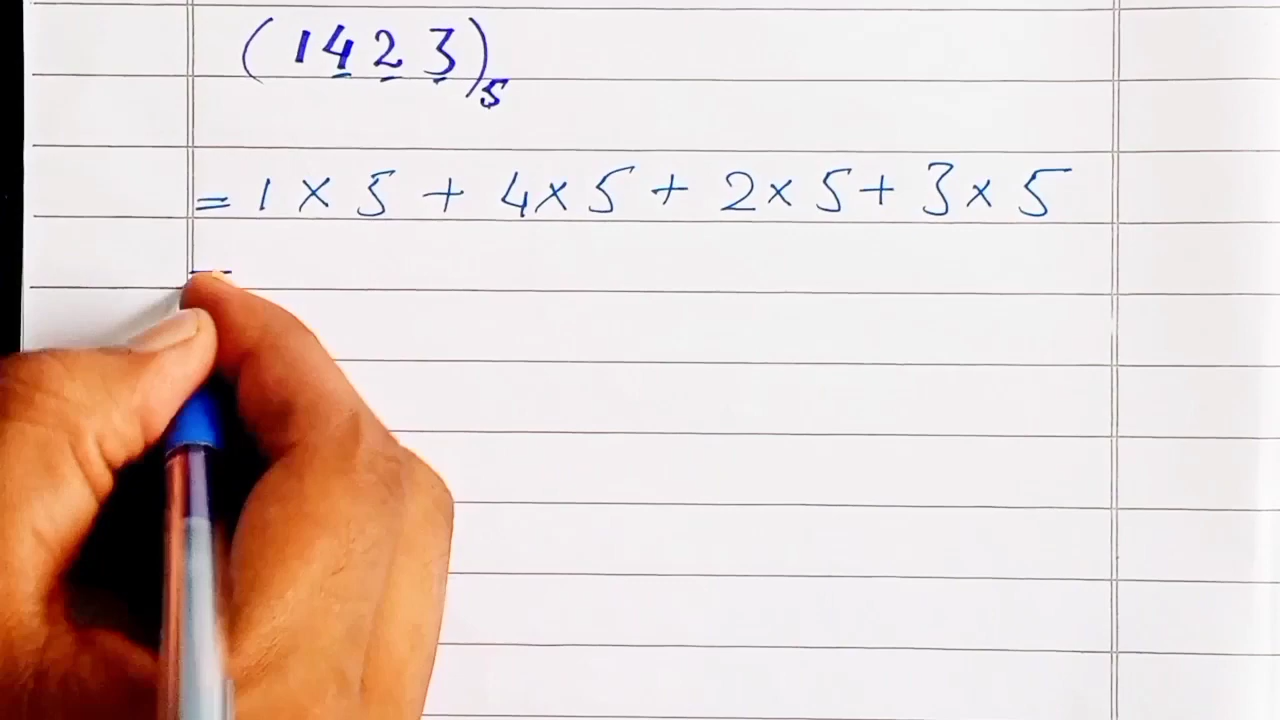 (1423)5
= 1 × 5 + 4 × 5 + 2 × 5 + 3 × 5
=